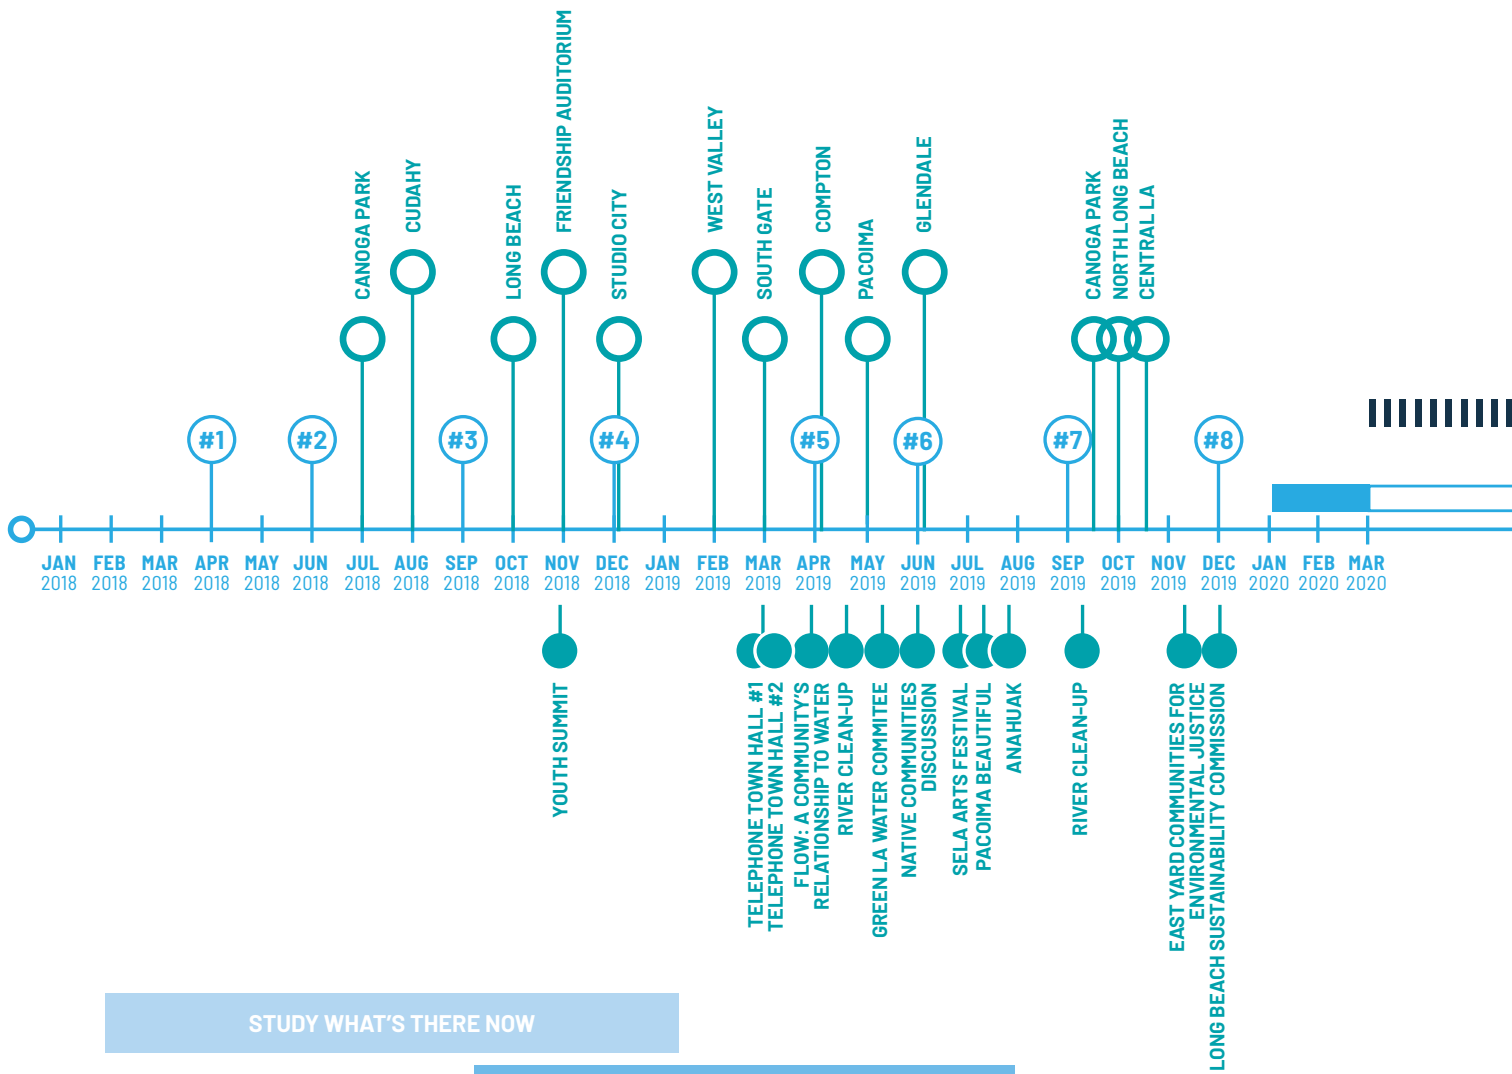 CANOGA PARK
CUDAHY
LONG BEACH
FRIENDSHIP AUDITORIUM
STUDIO CITY
WEST VALLEY
SOUTH GATE
COMPTON
PACOIMA
GLENDALE
CANOGA PARK
NORTH LONG BEACH
CENTRAL LA
#1
#2
#3
#4
#5
#6
#7
#8
JAN
2018
FEB
2018
MAR
2018
APR
2018
MAY
2018
JUN
2018
JUL
2018
AUG
2018
SEP
2018
OCT
2018
NOV
2018
DEC
2018
JAN
2019
FEB
2019
MAR
2019
APR
2019
MAY
2019
JUN
2019
JUL
2019
AUG
2019
SEP
2019
OCT
2019
NOV
2019
DEC
2019
JAN
2020
FEB
2020
MAR
2020
YOUTH SUMMIT
TELEPHONE TOWN HALL #1
TELEPHONE TOWN HALL #2
FLOW: A COMMUNITY'S
RELATIONSHIP TO WATER
RIVER CLEAN-UP
GREEN LA WATER COMMITEE
NATIVE COMMUNITIES
DISCUSSION
SELA ARTS FESTIVAL
PACOIMA BEAUTIFUL
ANAHUAK
RIVER CLEAN-UP
EAST YARD COMMUNITIES FOR
ENVIRONMENTAL JUSTICE
LONG BEACH SUSTAINABILITY COMMISSION
STUDY WHAT'S THERE NOW